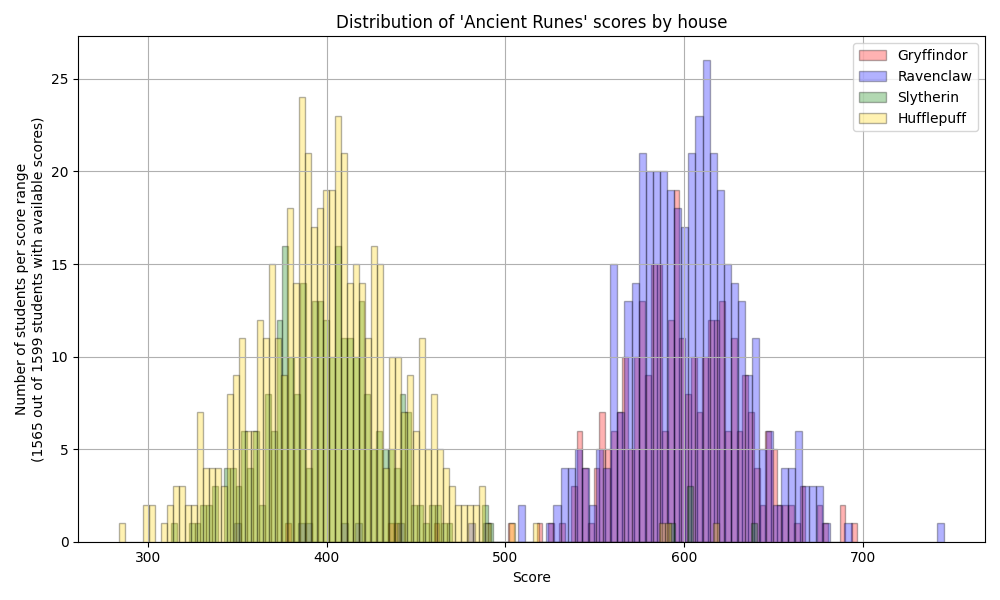 Distribution of 'Ancient Runes' scores by house
Gryffindor
Ravenclaw
Slytherin
Hufflepuff
Number of students per score range
(1565 out of 1599 students with available scores)
25
20
15
10
5
0
300 400 500 600 700
Score